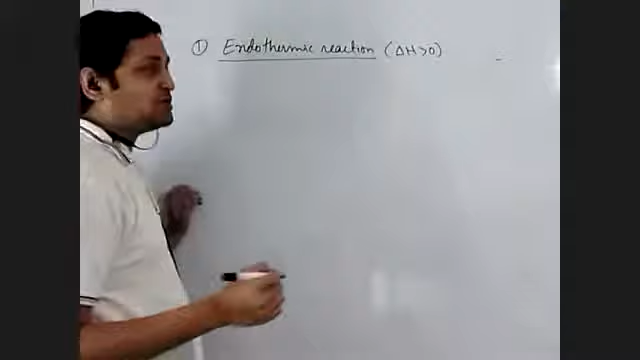 ① Endothermic reaction (ΔH>0)